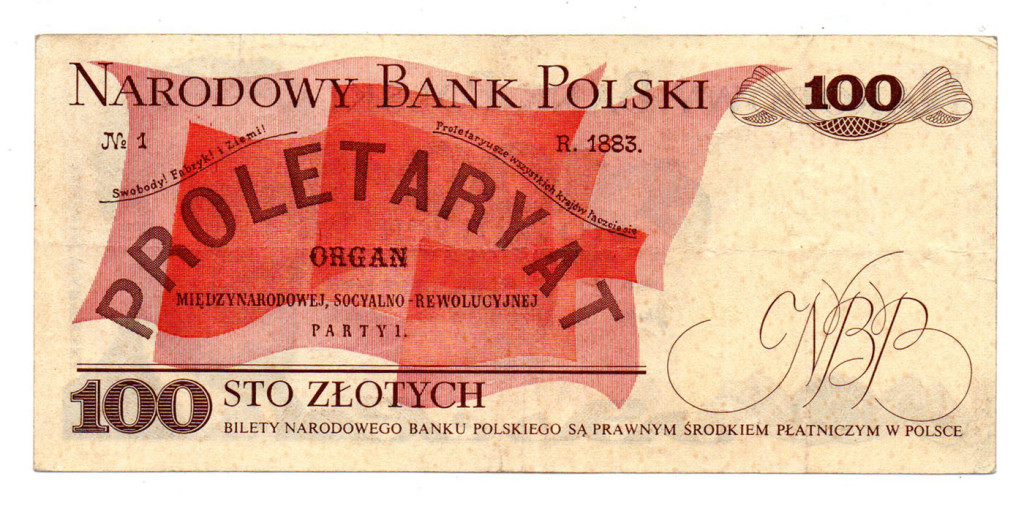 NARODOWY BANK POLSKI
100
№ 1
R. 1883.
Swobody! Fabryk! i Ziemi!
Proletaryusze wszystkich krajów łączcie się
PROLETARYAT
ORGAN
MIĘDZYNARODOWEJ, SOCYALNO-REWOLUCYJNEJ
PARTYI.
NBP
100 STO ZŁOTYCH
BILETY NARODOWEGO BANKU POLSKIEGO SĄ PRAWNYM ŚRODKIEM PŁATNICZYM W POLSCE